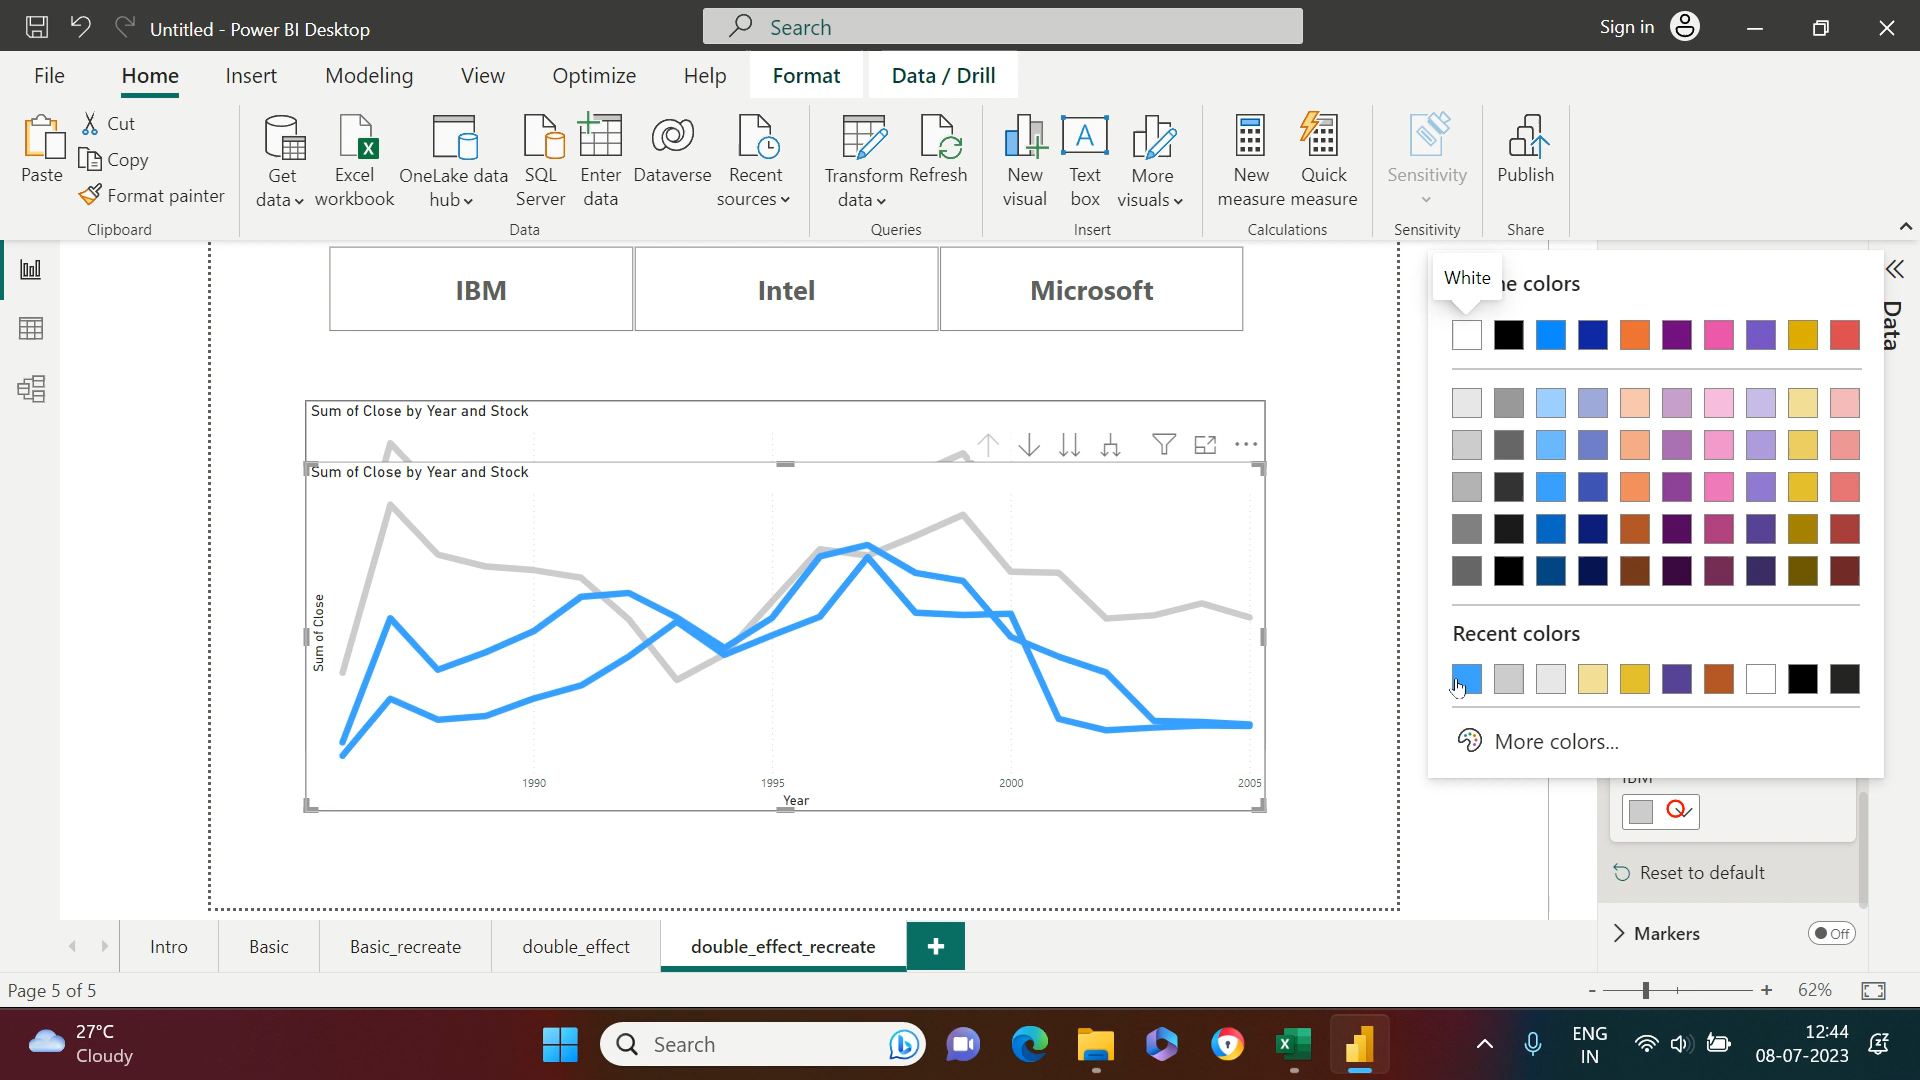 Untitled - Power BI Desktop
Search
Sign in
File
Home
Insert
Modeling
View
Optimize
Help
Format
Data / Drill
Paste
Cut
Copy
Format painter
Clipboard
Get
data
Excel
workbook
OneLake data
hub
SQL
Server
Enter
data
Dataverse
Recent
sources
Data
Transform
data
Refresh
Queries
New
visual
Text
box
More
visuals
Insert
New
measure
Quick
measure
Calculations
Sensitivity
Sensitivity
Publish
Share
IBM
Intel
Microsoft
Sum of Close by Year and Stock
Sum of Close by Year and Stock
Sum of Close
1990
1995
2000
2005
Year
White
me colors
Recent colors
More colors...
Data
IBM
Reset to default
Markers
Off
Intro
Basic
Basic_recreate
double_effect
double_effect_recreate
Page 5 of 5
-
+
62%
27°C
Cloudy
Search
ENG
IN
12:44
08-07-2023